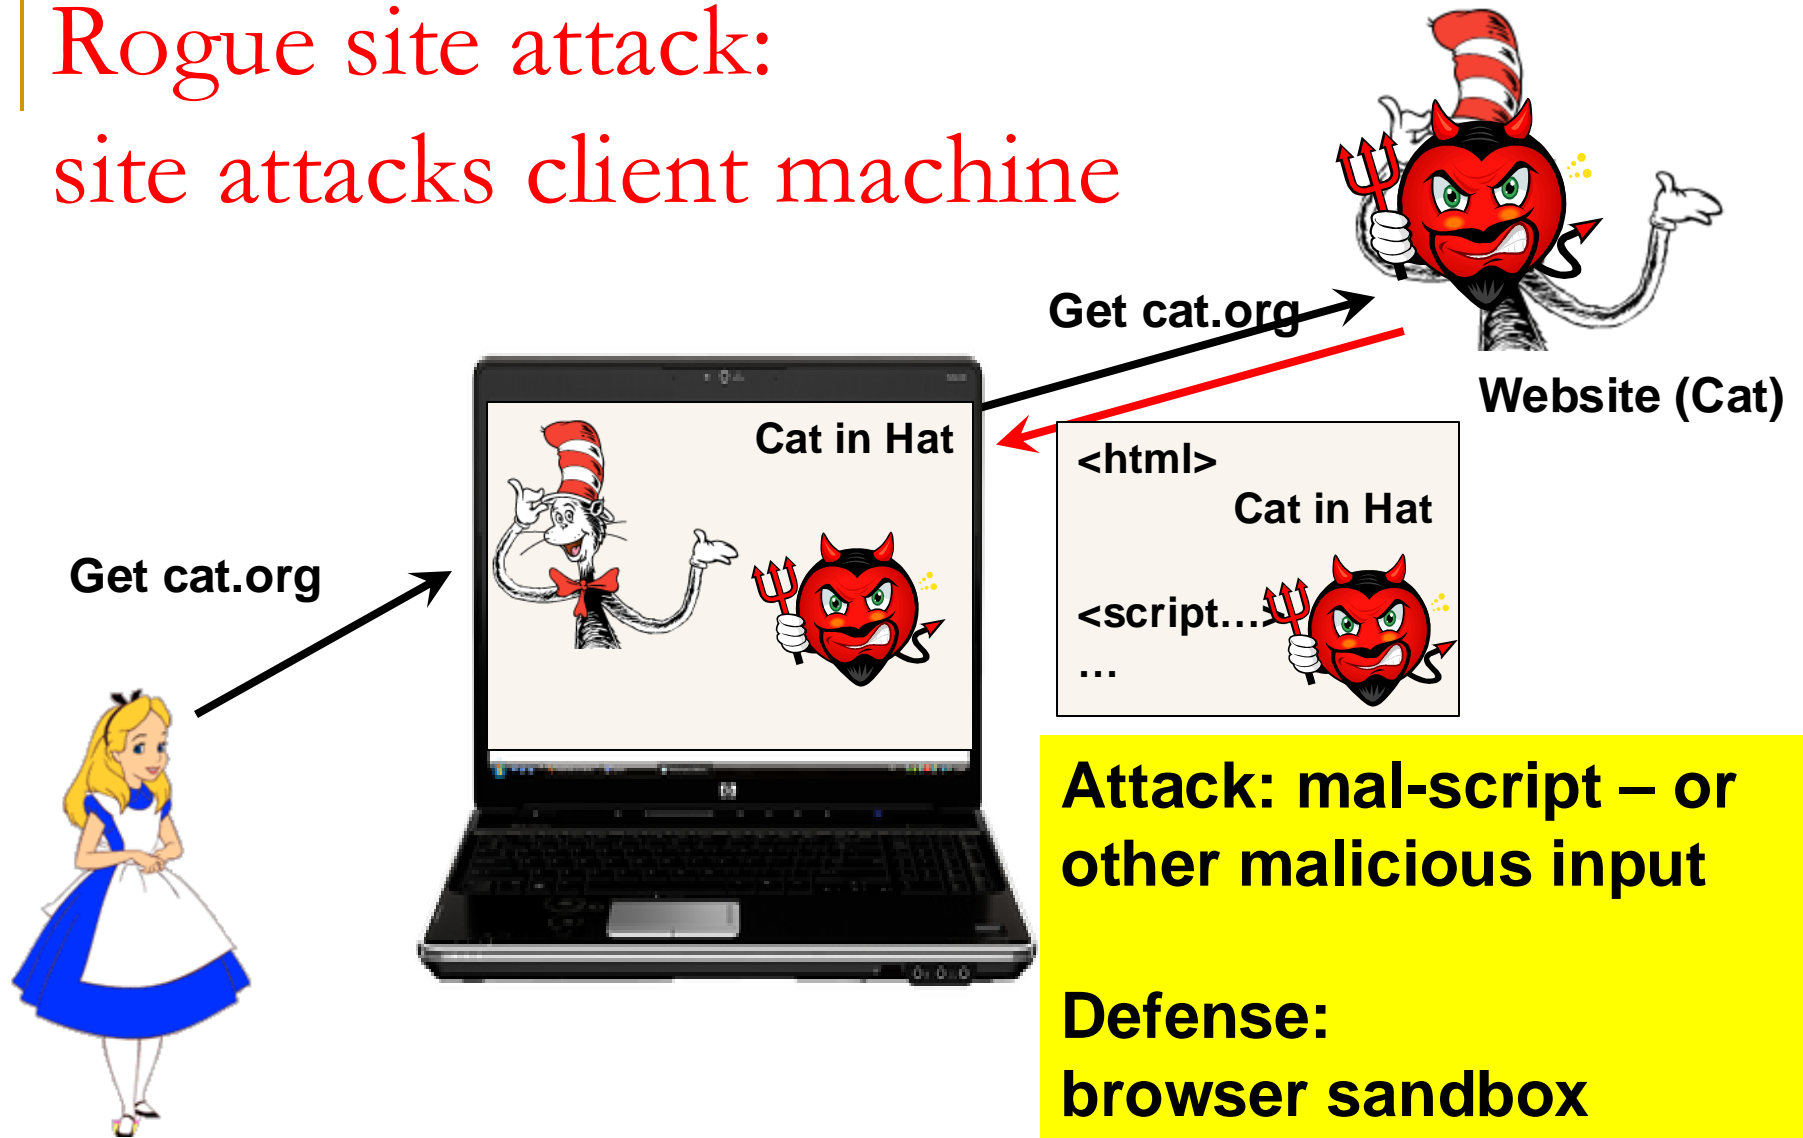 Rogue site attack:
site attacks client machine
Get cat.org
Website (Cat)
Cat in Hat
<html>
Cat in Hat
Get cat.org
<script…>
…
Attack: mal-script – or
other malicious input
Defense:
browser sandbox